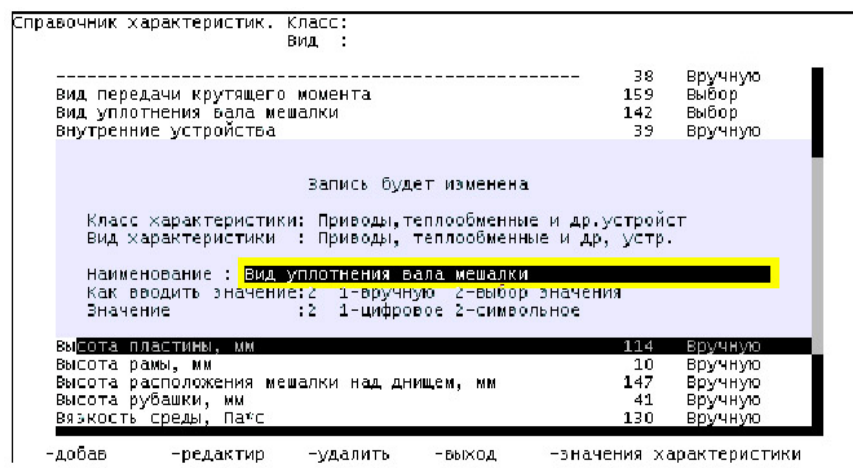 Справочник характеристик. Класс:
Вид :
---------------------------------------------------- 38 Вручную
Вид передачи крутящего момента 159 Выбор
Вид уплотнения вала мешалки 142 Выбор
Внутренние устройства 39 Вручную
Запись будет изменена
Класс характеристики: Приводы,теплообменные и др.устройст
Вид характеристики : Приводы, теплообменные и др, устр.
Наименование : Вид уплотнения вала мешалки
Как вводить значение:2 1-вручную 2-выбор значения
Значение :2 1-цифровое 2-символьное
Высота пластины, мм 114 Вручную
Высота рамы, мм 10 Вручную
Высота расположения мешалки над днищем, мм 147 Вручную
Высота рубашки, мм 41 Вручную
Вязкость среды, Па*с 130 Вручную
-добав -редактир -удалить -выход -значения характеристики